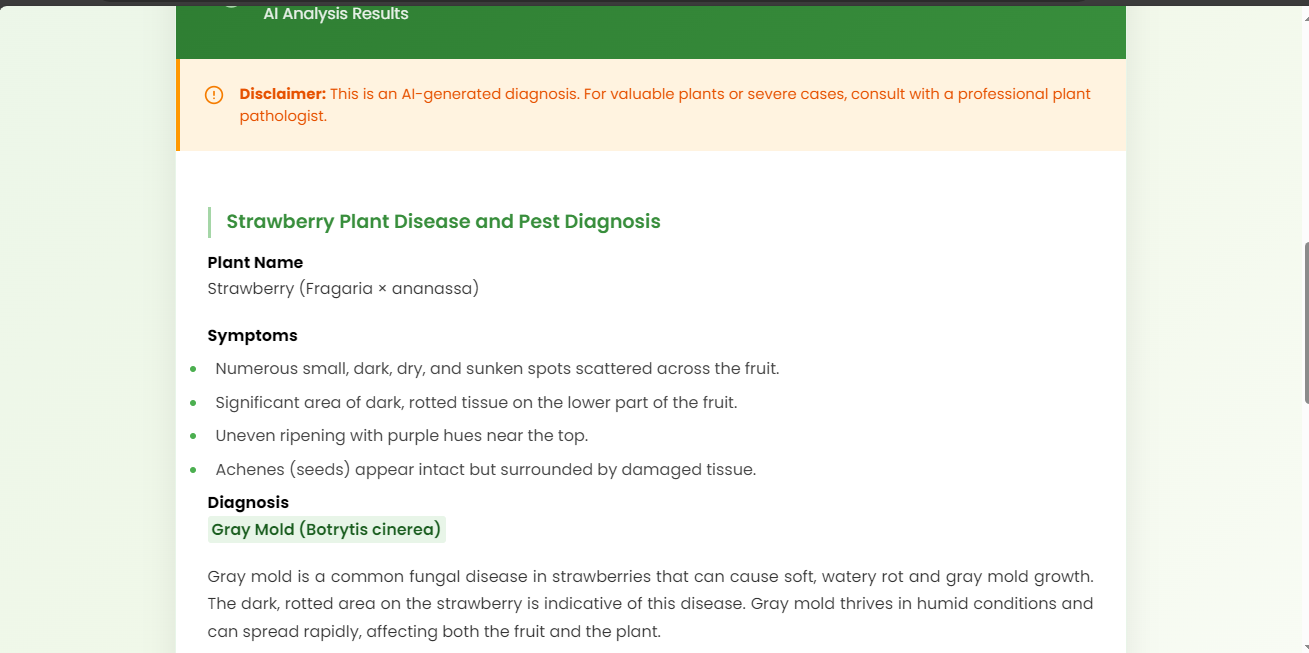 AI Analysis Results
Disclaimer: This is an AI-generated diagnosis. For valuable plants or severe cases, consult with a professional plant
pathologist.
Strawberry Plant Disease and Pest Diagnosis
Plant Name
Strawberry (Fragaria × ananassa)
Symptoms
Numerous small, dark, dry, and sunken spots scattered across the fruit.
Significant area of dark, rotted tissue on the lower part of the fruit.
Uneven ripening with purple hues near the top.
Achenes (seeds) appear intact but surrounded by damaged tissue.
Diagnosis
Gray Mold (Botrytis cinerea)
Gray mold is a common fungal disease in strawberries that can cause soft, watery rot and gray mold growth.
The dark, rotted area on the strawberry is indicative of this disease. Gray mold thrives in humid conditions and
can spread rapidly, affecting both the fruit and the plant.